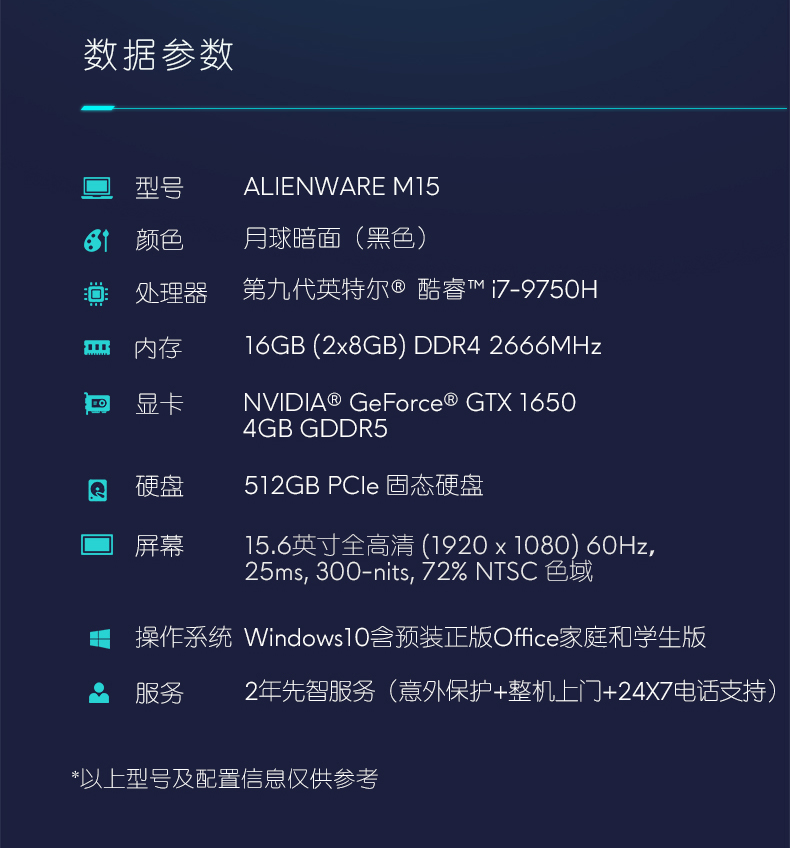 数据参数
型号 ALIENWARE M15
颜色 月球暗面（黑色）
处理器 第九代英特尔® 酷睿™ i7-9750H
内存 16GB (2x8GB) DDR4 2666MHz
显卡 NVIDIA® GeForce® GTX 1650
4GB GDDR5
硬盘 512GB PCIe 固态硬盘
屏幕 15.6英寸全高清 (1920 x 1080) 60Hz,
25ms, 300-nits, 72% NTSC 色域
操作系统 Windows10含预装正版Office家庭和学生版
服务 2年先智服务（意外保护+整机上门+24X7电话支持）
*以上型号及配置信息仅供参考